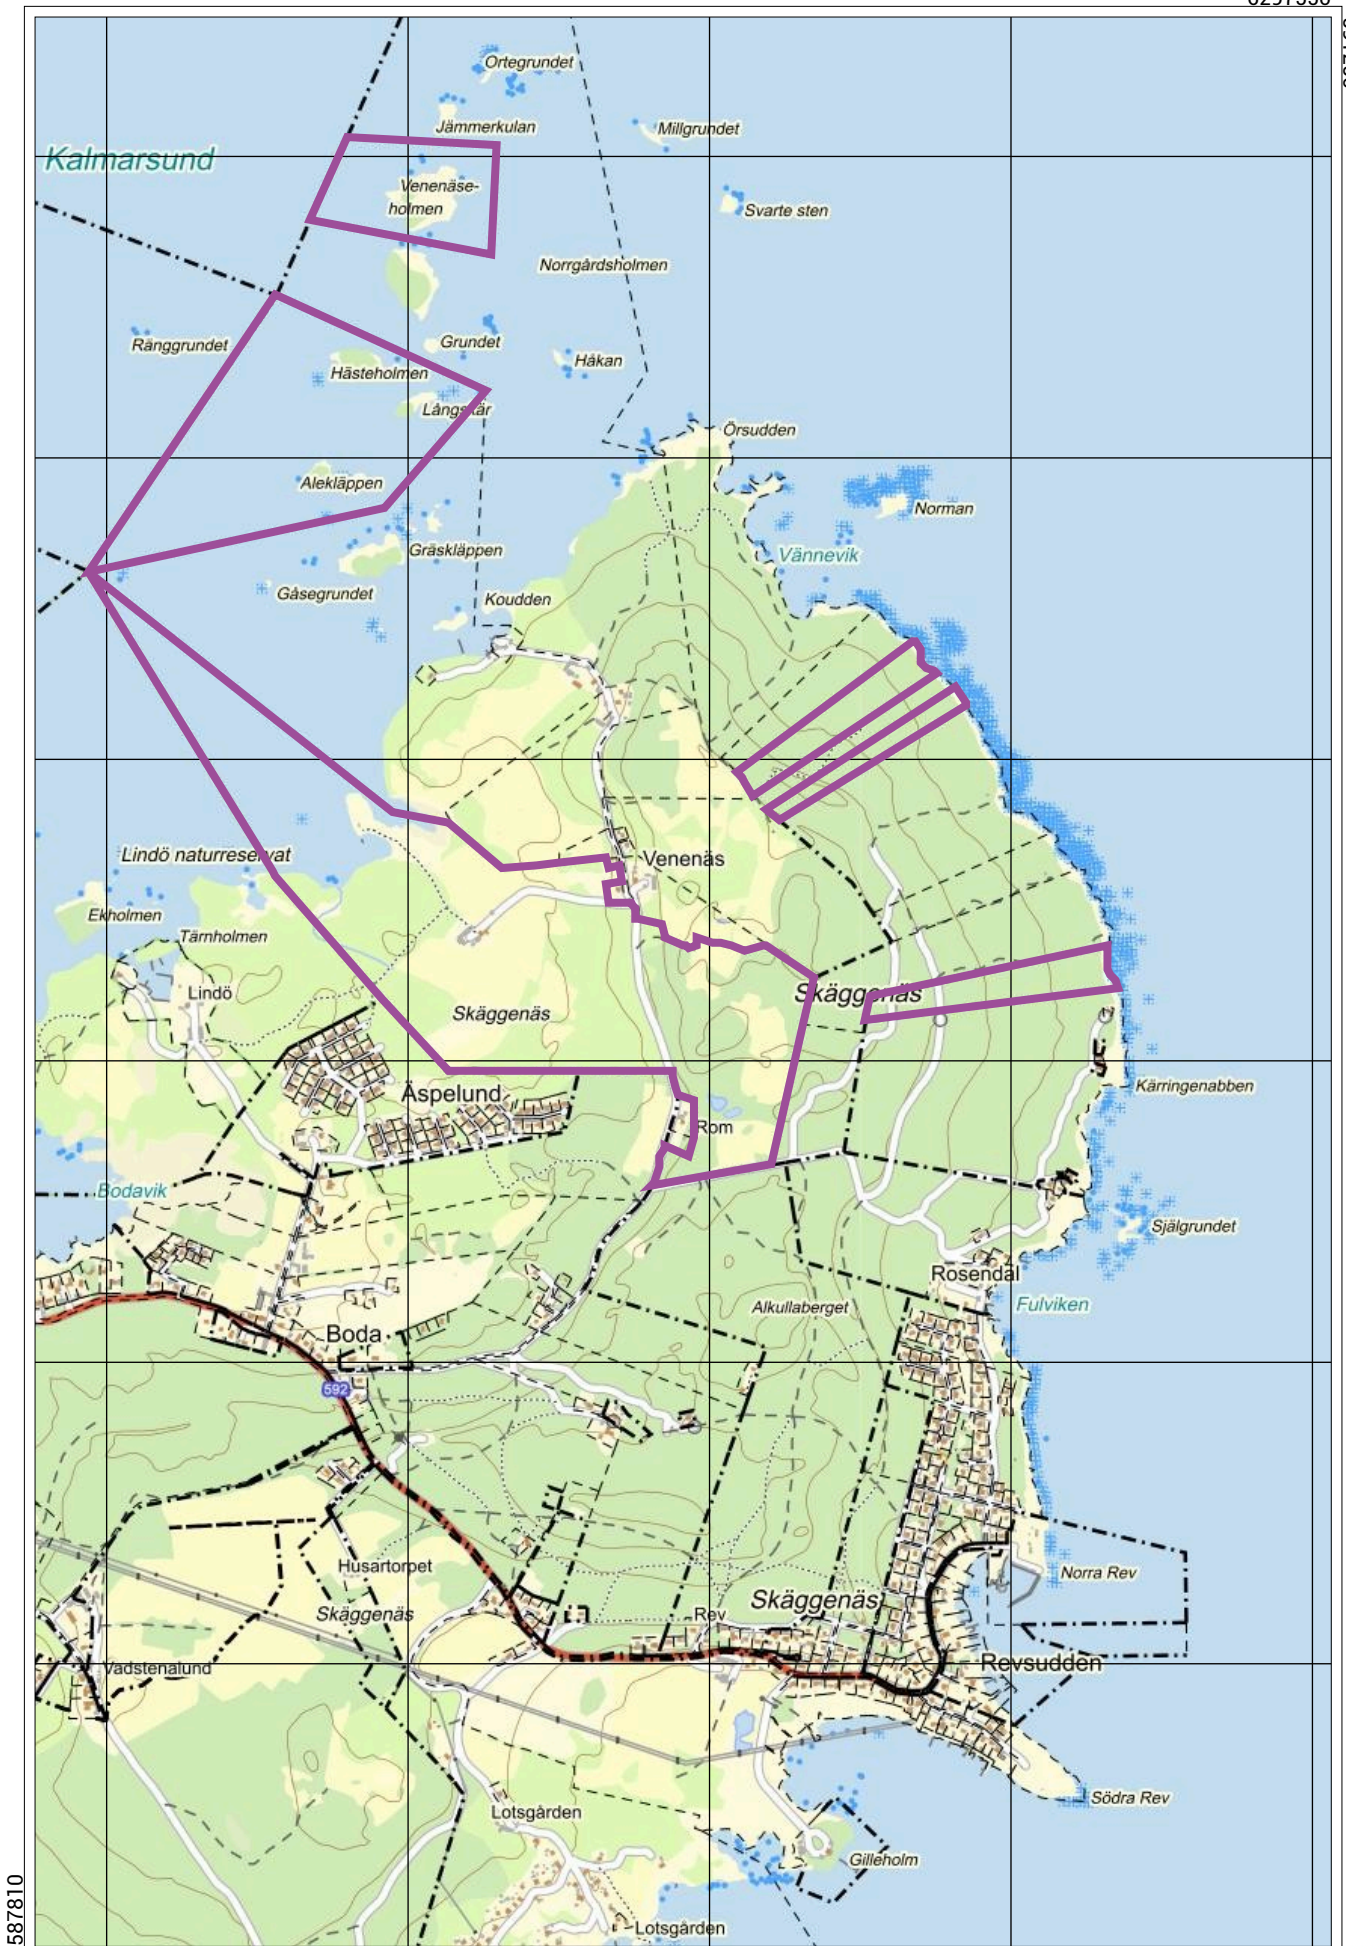 Ortegrundet
Jämmerkulan
Millgrundet
Kalmarsund
Venenäse-
holmen
Svarte sten
Norrgårdsholmen
Ränggrundet
Grundet
Håkan
Hästeholmen
Långskär
Örsudden
Alekläppen
Norman
Gräskläppen
Vännevik
Gåsegrundet
Koudden
Lindö naturreservat
Venenäs
Ekholmen
Tärnholmen
Lindö
Skäggenäs
Skäggenäs
Äspelund
Kärringenabben
Rom
Bodavik
Själgrundet
Rosendal
Alkullaberget
Fulviken
Boda
592
Husartorpet
Norra Rev
Skäggenäs
Skäggenäs
Rev
Vadstenalund
Revsudden
Södra Rev
Lotsgården
Gilleholm
587810
Lotsgården